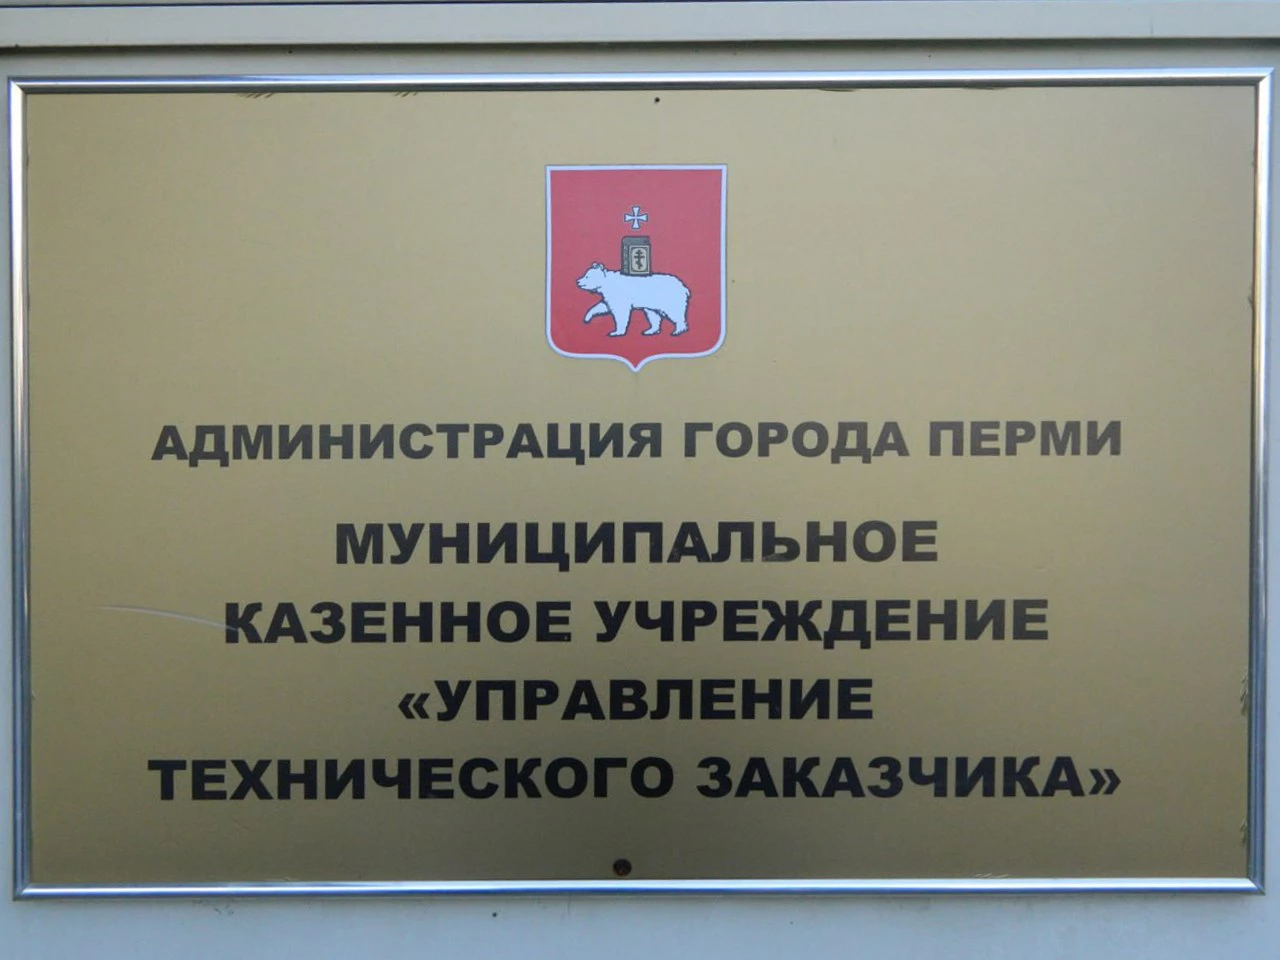 АДМИНИСТРАЦИЯ ГОРОДА ПЕРМИ
МУНИЦИПАЛЬНОЕ
КАЗЕННОЕ УЧРЕЖДЕНИЕ
«УПРАВЛЕНИЕ
ТЕХНИЧЕСКОГО ЗАКАЗЧИКА»